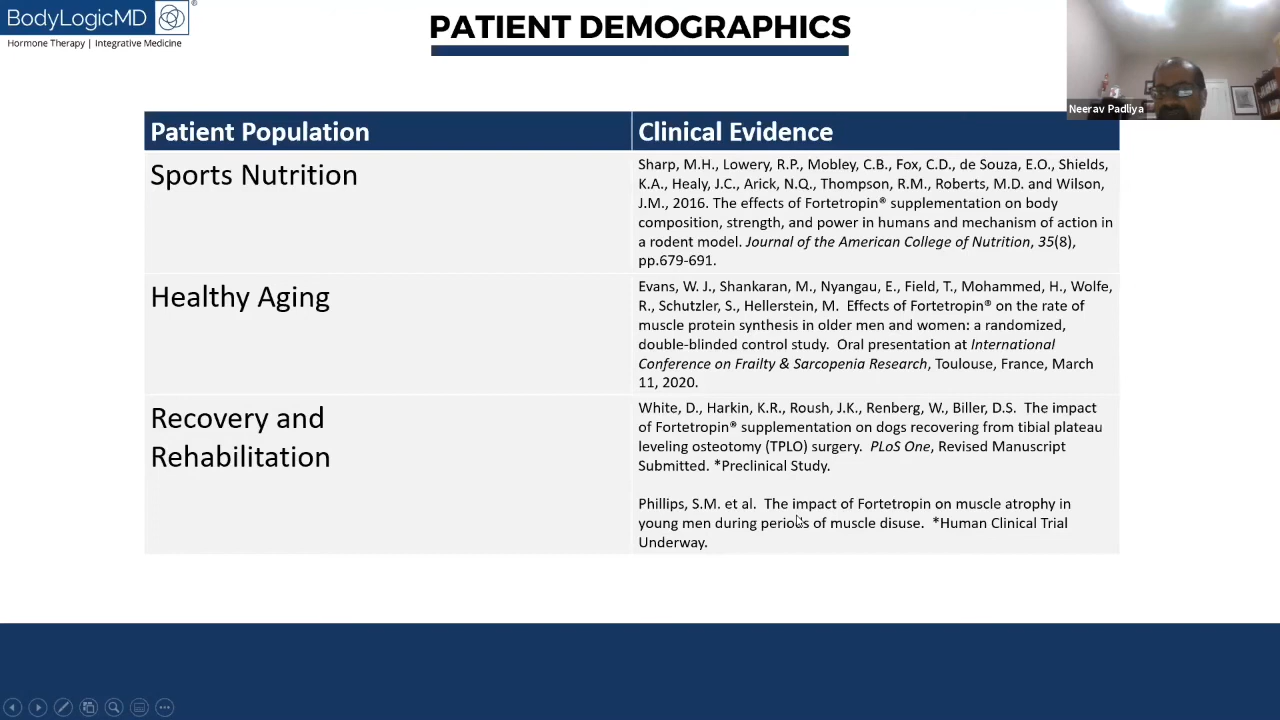 BodyLogicMD
®
Hormone Therapy | Integrative Medicine
PATIENT DEMOGRAPHICS
Neerav Padliya
Patient Population
Clinical Evidence
Sports Nutrition
Sharp, M.H., Lowery, R.P., Mobley, C.B., Fox, C.D., de Souza, E.O., Shields,
K.A., Healy, J.C., Arick, N.Q., Thompson, R.M., Roberts, M.D. and Wilson,
J.M., 2016. The effects of Fortetropin® supplementation on body
composition, strength, and power in humans and mechanism of action in
a rodent model. Journal of the American College of Nutrition, 35(8),
pp.679-691.
Healthy Aging
Evans, W. J., Shankaran, M., Nyangau, E., Field, T., Mohammed, H., Wolfe,
R., Schutzler, S., Hellerstein, M. Effects of Fortetropin® on the rate of
muscle protein synthesis in older men and women: a randomized,
double-blinded control study. Oral presentation at International
Conference on Frailty & Sarcopenia Research, Toulouse, France, March
11, 2020.
Recovery and
Rehabilitation
White, D., Harkin, K.R., Roush, J.K., Renberg, W., Biller, D.S. The impact
of Fortetropin® supplementation on dogs recovering from tibial plateau
leveling osteotomy (TPLO) surgery. PLoS One, Revised Manuscript
Submitted. *Preclinical Study.
Phillips, S.M. et al. The impact of Fortetropin on muscle atrophy in
young men during periods of muscle disuse. *Human Clinical Trial
Underway.